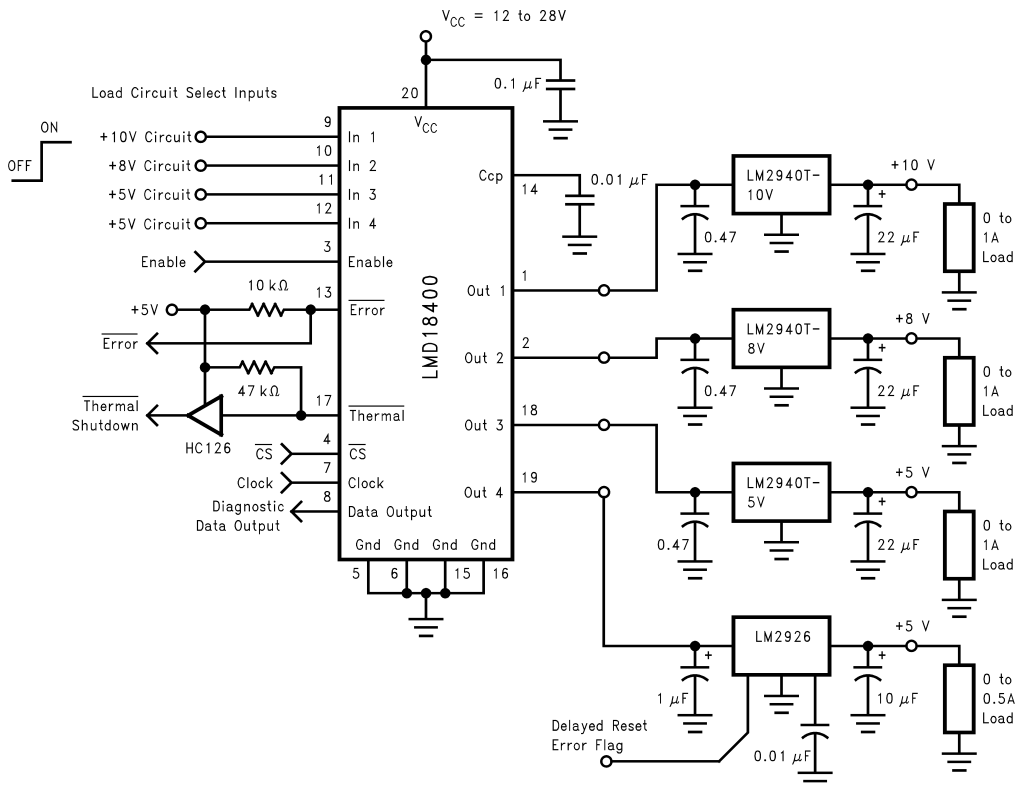 V_CC = 12 to 28V
0.1 µF
20
V_CC
Load Circuit Select Inputs
ON
OFF
+10V Circuit
9
In 1
+8V Circuit
10
In 2
+5V Circuit
11
In 3
+5V Circuit
12
In 4
Enable
3
Enable
10 kΩ
+5V
13
Error
Error
47 kΩ
Thermal
Shutdown
HC126
17
Thermal
CS
4
CS
Clock
7
Clock
Diagnostic
Data Output
8
Data Output
LMD18400
Gnd Gnd Gnd Gnd
5 6 15 16
Ccp
14
0.01 µF
Out 1
1
Out 2
2
Out 3
18
Out 4
19
0.47
LM2940T-
10V
+
22 µF
+10 V
0 to
1A
Load
0.47
LM2940T-
8V
+
22 µF
+8 V
0 to
1A
Load
0.47
LM2940T-
5V
+
22 µF
+5 V
0 to
1A
Load
+
1 µF
LM2926
+
10 µF
+5 V
0 to
0.5A
Load
Delayed Reset
Error Flag
0.01 µF